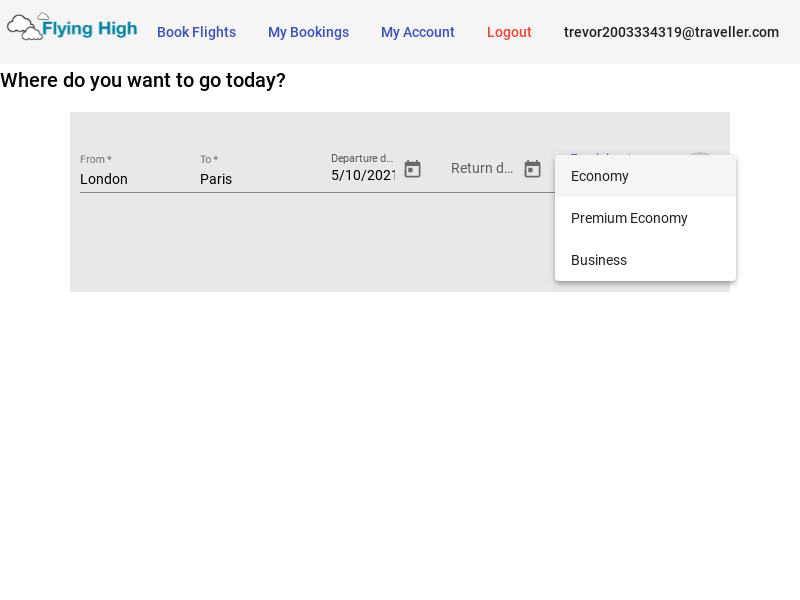 Flying High
Book Flights
My Bookings
My Account
Logout
trevor2003334319@traveller.com
Where do you want to go today?
From *
To *
Departure d...
Return d...
London
Paris
5/10/2021
Economy
Premium Economy
Business